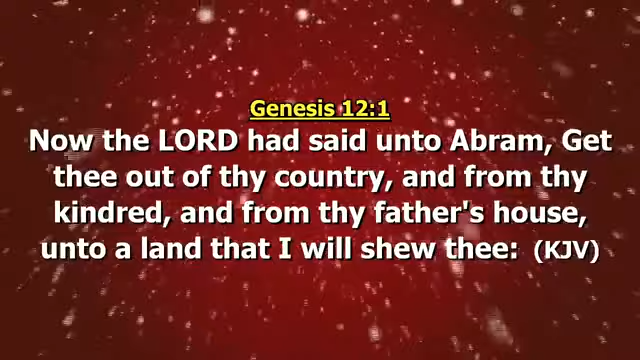 Genesis 12:1
Now the LORD had said unto Abram, Get
thee out of thy country, and from thy
kindred, and from thy father's house,
unto a land that I will shew thee: (KJV)